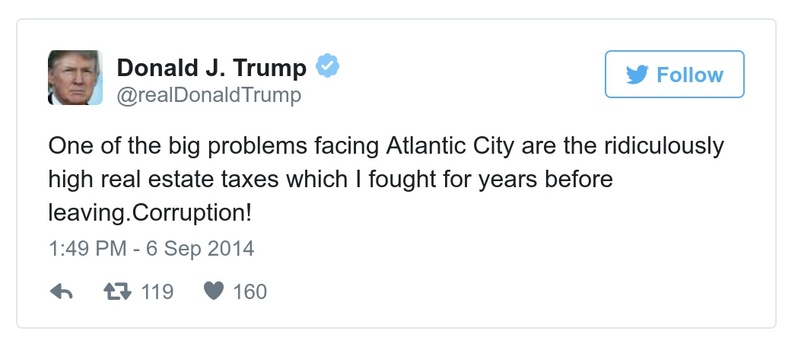 Donald J. Trump
Follow
@realDonaldTrump
One of the big problems facing Atlantic City are the ridiculously
high real estate taxes which I fought for years before
leaving.Corruption!
1:49 PM - 6 Sep 2014
119 160